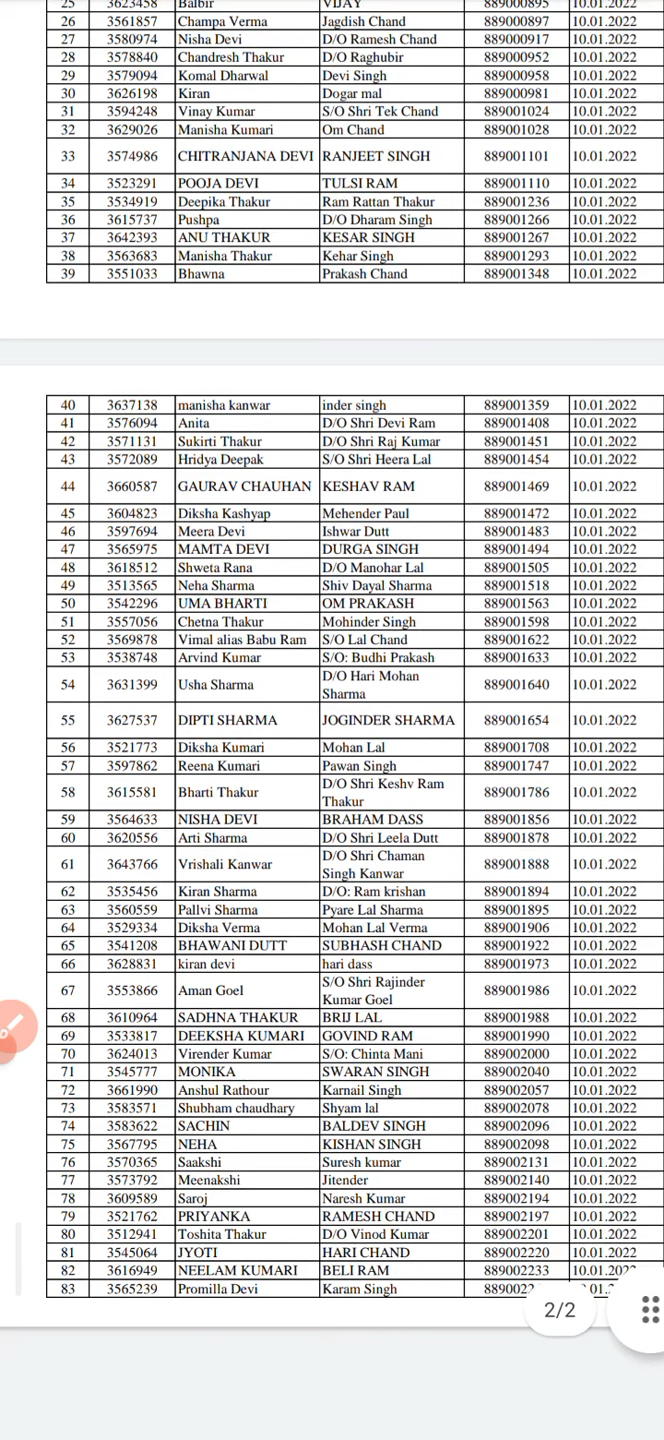 25 3623458 Balbir VIJAY 889000895 10.01.2022
26 3561857 Champa Verma Jagdish Chand 889000897 10.01.2022
27 3580974 Nisha Devi D/O Ramesh Chand 889000917 10.01.2022
28 3578840 Chandresh Thakur D/O Raghubir 889000952 10.01.2022
29 3579094 Komal Dharwal Devi Singh 889000958 10.01.2022
30 3626198 Kiran Dogar mal 889000981 10.01.2022
31 3594248 Vinay Kumar S/O Shri Tek Chand 889001024 10.01.2022
32 3629026 Manisha Kumari Om Chand 889001028 10.01.2022
33 3574986 CHITRANJANA DEVI RANJEET SINGH 889001101 10.01.2022
34 3523291 POOJA DEVI TULSI RAM 889001110 10.01.2022
35 3534919 Deepika Thakur Ram Rattan Thakur 889001236 10.01.2022
36 3615737 Pushpa D/O Dharam Singh 889001266 10.01.2022
37 3642393 ANU THAKUR KESAR SINGH 889001267 10.01.2022
38 3563683 Manisha Thakur Kehar Singh 889001293 10.01.2022
39 3551033 Bhawna Prakash Chand 889001348 10.01.2022
40 3637138 manisha kanwar inder singh 889001359 10.01.2022
41 3576094 Anita D/O Shri Devi Ram 889001408 10.01.2022
42 3571131 Sukirti Thakur D/O Shri Raj Kumar 889001451 10.01.2022
43 3572089 Hridya Deepak S/O Shri Heera Lal 889001454 10.01.2022
44 3660587 GAURAV CHAUHAN KESHAV RAM 889001469 10.01.2022
45 3604823 Diksha Kashyap Mehender Paul 889001472 10.01.2022
46 3597694 Meera Devi Ishwar Dutt 889001483 10.01.2022
47 3565975 MAMTA DEVI DURGA SINGH 889001494 10.01.2022
48 3618512 Shweta Rana D/O Manohar Lal 889001505 10.01.2022
49 3513565 Neha Sharma Shiv Dayal Sharma 889001518 10.01.2022
50 3542296 UMA BHARTI OM PRAKASH 889001563 10.01.2022
51 3557056 Chetna Thakur Mohinder Singh 889001598 10.01.2022
52 3569878 Vimal alias Babu Ram S/O Lal Chand 889001622 10.01.2022
53 3538748 Arvind Kumar S/O: Budhi Prakash 889001633 10.01.2022
54 3631399 Usha Sharma D/O Hari Mohan
Sharma 889001640 10.01.2022
55 3627537 DIPTI SHARMA JOGINDER SHARMA 889001654 10.01.2022
56 3521773 Diksha Kumari Mohan Lal 889001708 10.01.2022
57 3597862 Reena Kumari Pawan Singh 889001747 10.01.2022
58 3615581 Bharti Thakur D/O Shri Keshv Ram
Thakur 889001786 10.01.2022
59 3564633 NISHA DEVI BRAHAM DASS 889001856 10.01.2022
60 3620556 Arti Sharma D/O Shri Leela Dutt 889001878 10.01.2022
61 3643766 Vrishali Kanwar D/O Shri Chaman
Singh Kanwar 889001888 10.01.2022
62 3535456 Kiran Sharma D/O: Ram krishan 889001894 10.01.2022
63 3560559 Pallvi Sharma Pyare Lal Sharma 889001895 10.01.2022
64 3529334 Diksha Verma Mohan Lal Verma 889001906 10.01.2022
65 3541208 BHAWANI DUTT SUBHASH CHAND 889001922 10.01.2022
66 3628831 kiran devi hari dass 889001973 10.01.2022
67 3553866 Aman Goel S/O Shri Rajinder
Kumar Goel 889001986 10.01.2022
68 3610964 SADHNA THAKUR BRIJ LAL 889001988 10.01.2022
69 3533817 DEEKSHA KUMARI GOVIND RAM 889001990 10.01.2022
70 3624013 Virender Kumar S/O: Chinta Mani 889002000 10.01.2022
71 3545777 MONIKA SWARAN SINGH 889002040 10.01.2022
72 3661990 Anshul Rathour Karnail Singh 889002057 10.01.2022
73 3583571 Shubham chaudhary Shyam lal 889002078 10.01.2022
74 3583622 SACHIN BALDEV SINGH 889002096 10.01.2022
75 3567795 NEHA KISHAN SINGH 889002098 10.01.2022
76 3570365 Saakshi Suresh kumar 889002131 10.01.2022
77 3573792 Meenakshi Jitender 889002140 10.01.2022
78 3609589 Saroj Naresh Kumar 889002194 10.01.2022
79 3521762 PRIYANKA RAMESH CHAND 889002197 10.01.2022
80 3512941 Toshita Thakur D/O Vinod Kumar 889002201 10.01.2022
81 3545064 JYOTI HARI CHAND 889002220 10.01.2022
82 3616949 NEELAM KUMARI BELI RAM 889002233
83 3565239 Promilla Devi Karam Singh
2/2